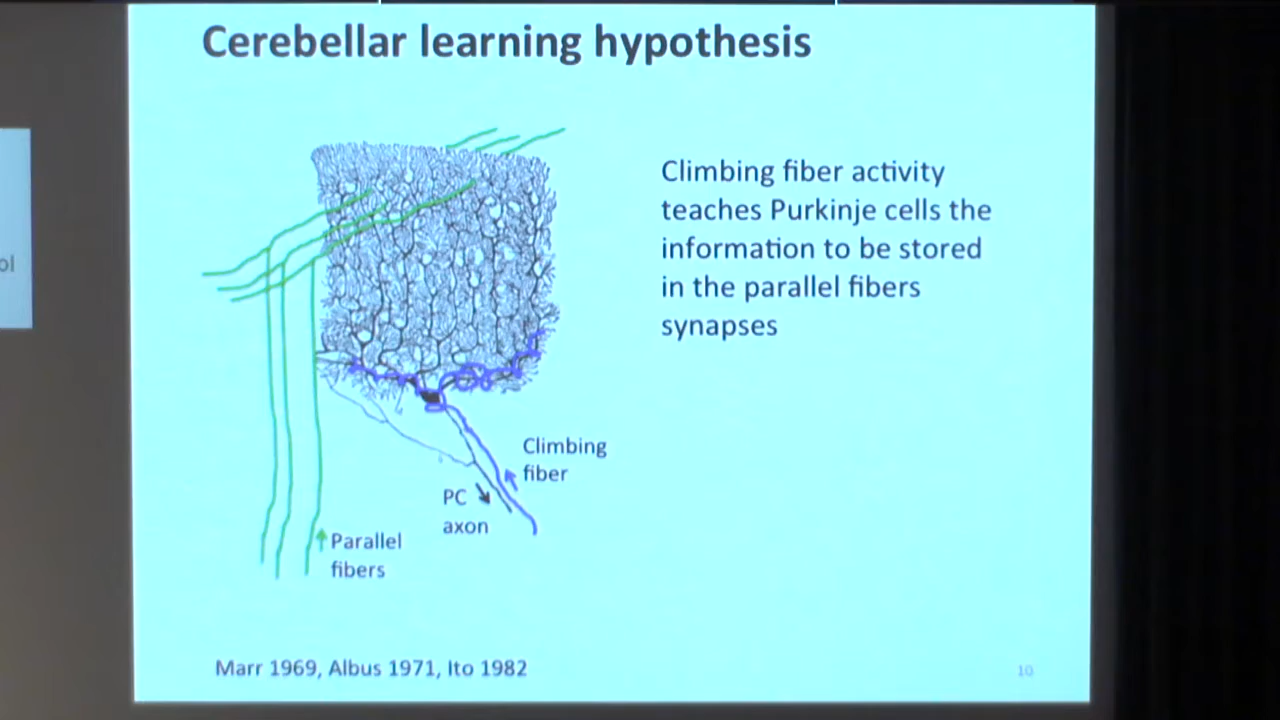 Cerebellar learning hypothesis
Climbing fiber activity
teaches Purkinje cells the
information to be stored
in the parallel fibers
synapses
Climbing
fiber
PC
axon
Parallel
fibers
Marr 1969, Albus 1971, Ito 1982
10
ol